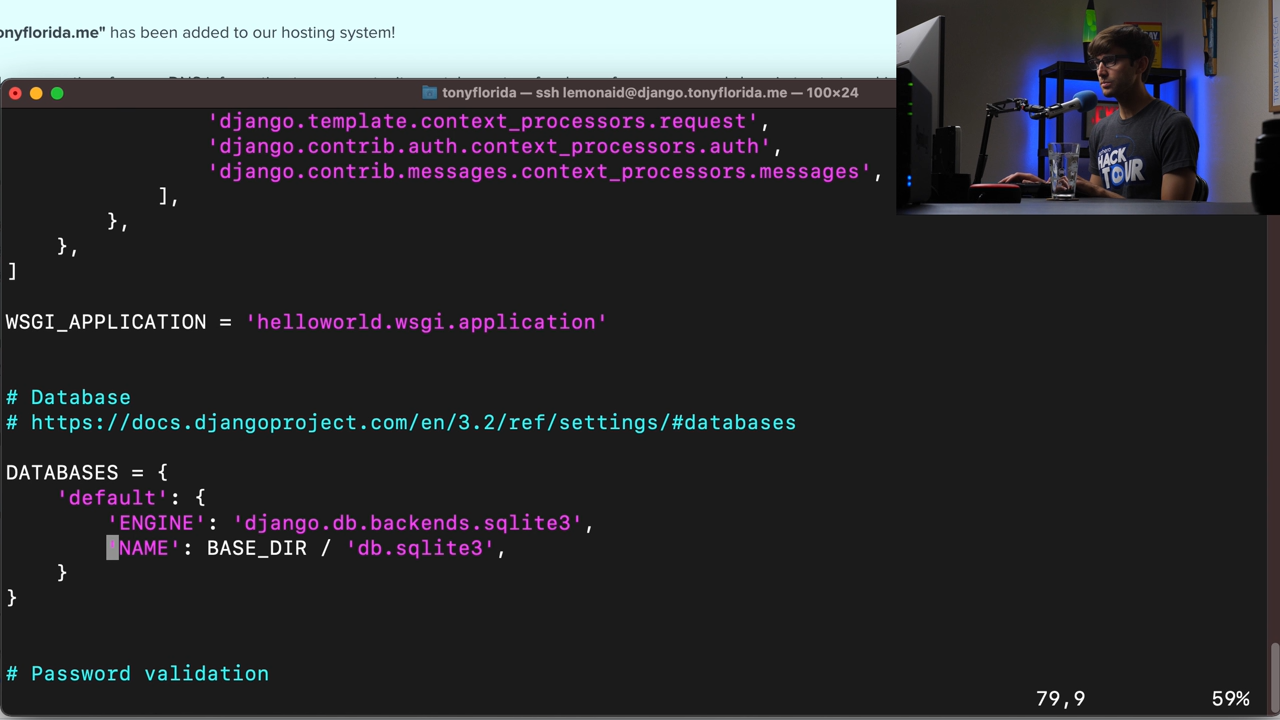 onyflorida.me" has been added to our hosting system!
tonyflorida — ssh lemonaid@django.tonyflorida.me — 100×24
'django.template.context_processors.request',
'django.contrib.auth.context_processors.auth',
'django.contrib.messages.context_processors.messages',
],
},
},
]
WSGI_APPLICATION = 'helloworld.wsgi.application'
# Database
# https://docs.djangoproject.com/en/3.2/ref/settings/#databases
DATABASES = {
'default': {
'ENGINE': 'django.db.backends.sqlite3',
'NAME': BASE_DIR / 'db.sqlite3',
}
}
# Password validation
79,9 59%
HACK
TOUR